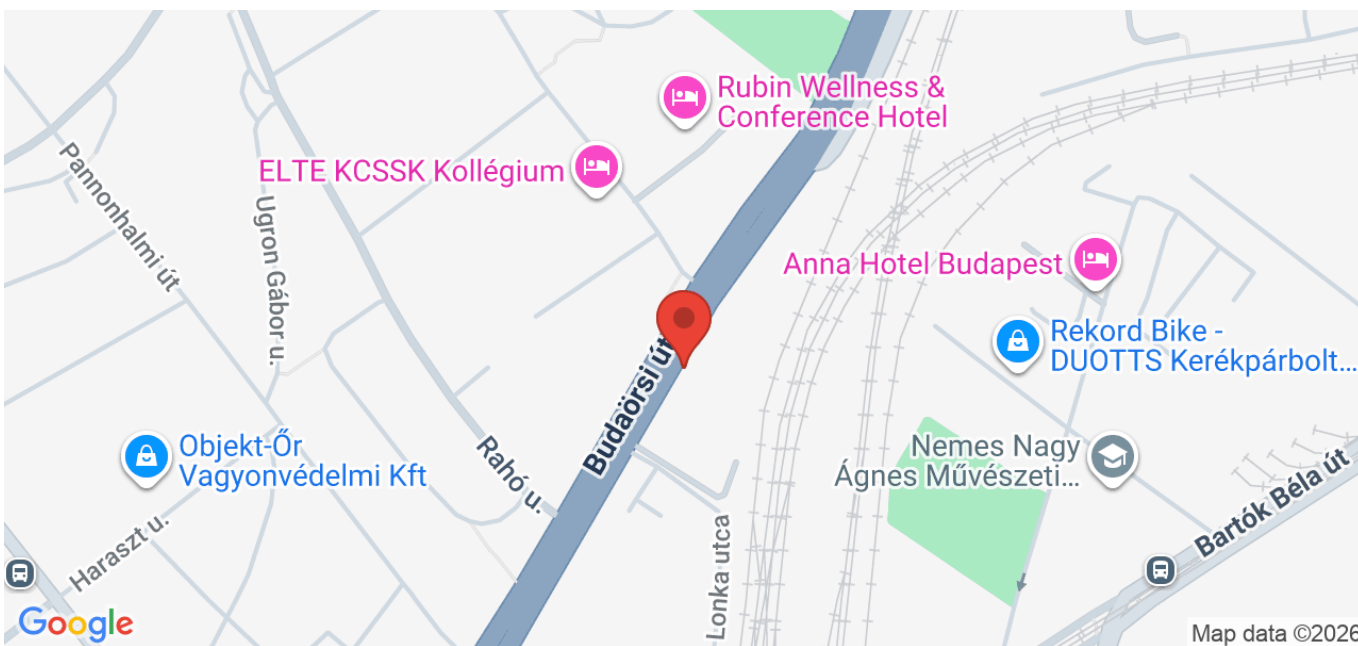 Rubin Wellness &
Conference Hotel
ELTE KCSSK Kollégium
Pannonhalmi út
Ugron Gábor u.
Anna Hotel Budapest
Rekord Bike -
DUOTTS Kerékpárbolt...
Budaörsi út
Objekt-Őr
Vagyonvédelmi Kft
Rahó u.
Nemes Nagy
Ágnes Művészeti...
Bartók Béla út
Haraszt u.
Lonka utca
Google
Map data ©2026